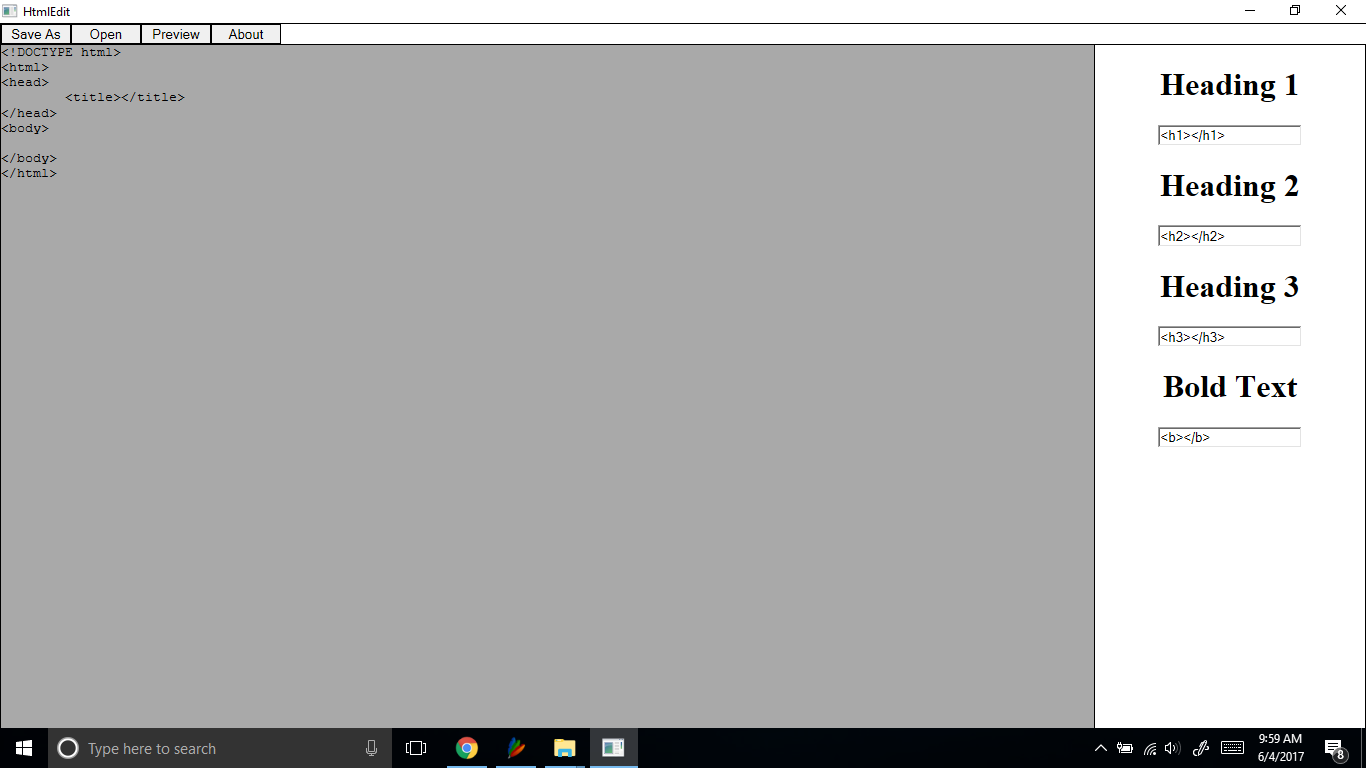 HtmlEdit
Save As Open Preview About
<!DOCTYPE html>
<html>
<head>
<title></title>
</head>
<body>
</body>
</html>
Heading 1
<h1></h1>
Heading 2
<h2></h2>
Heading 3
<h3></h3>
Bold Text
<b></b>
Type here to search
9:59 AM
6/4/2017
8